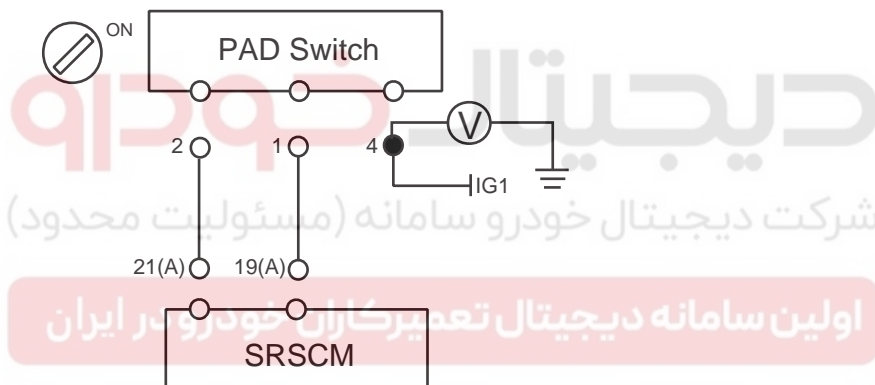 ON
PAD Switch
دیجیتال خودرو
2
1
4
V
IG1
شرکت دیجیتال خودرو سامانه (مسئولیت محدود)
21(A)
19(A)
اولین سامانه دیجیتال تعمیرکاران خودرو در ایران
SRSCM